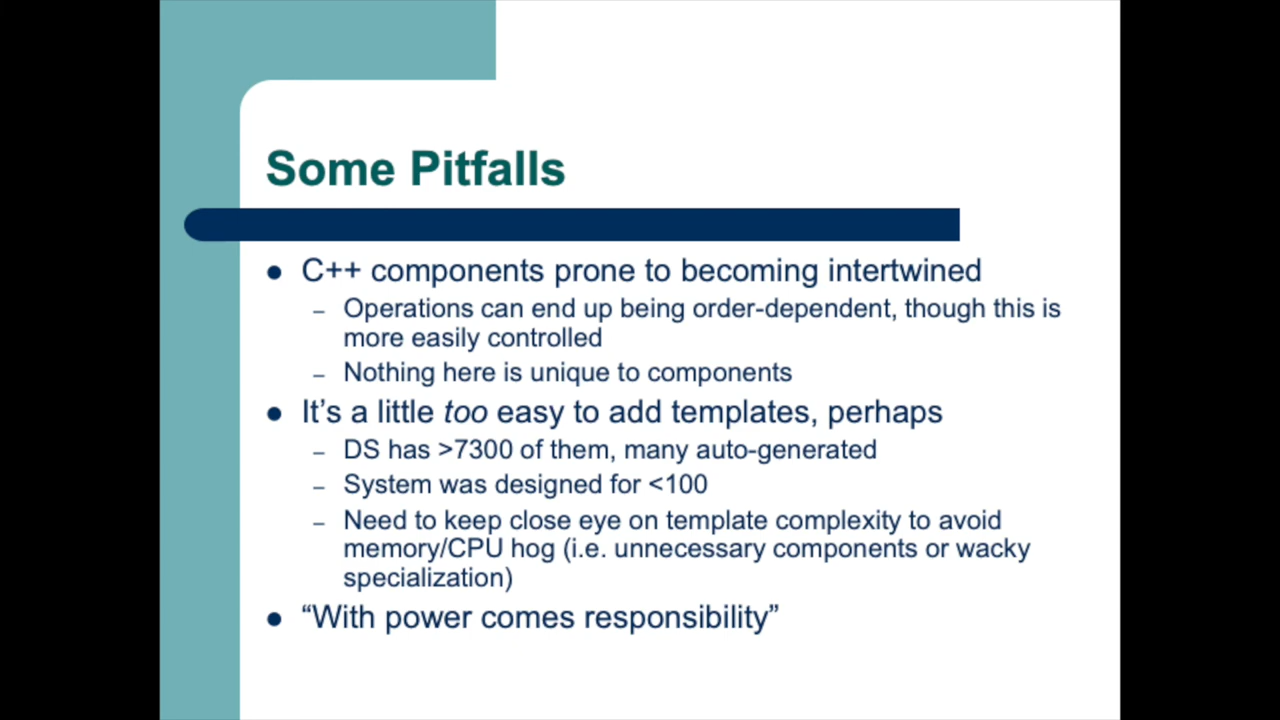 Some Pitfalls
● C++ components prone to becoming intertwined
– Operations can end up being order-dependent, though this is
more easily controlled
– Nothing here is unique to components
● It’s a little too easy to add templates, perhaps
– DS has >7300 of them, many auto-generated
– System was designed for <100
– Need to keep close eye on template complexity to avoid
memory/CPU hog (i.e. unnecessary components or wacky
specialization)
● “With power comes responsibility”